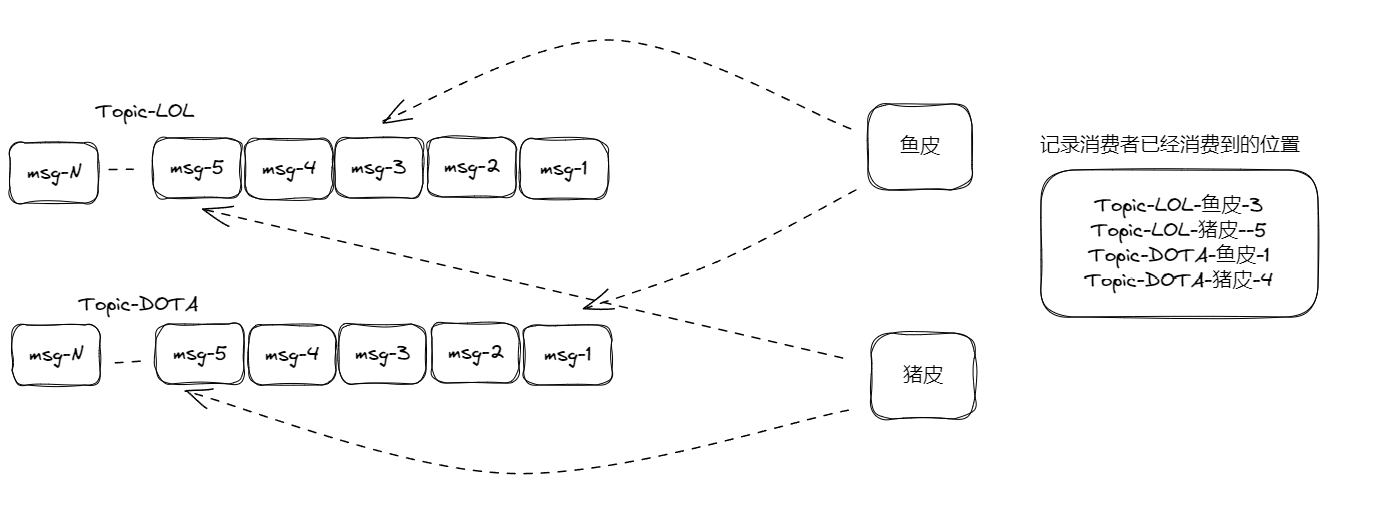 Topic-LOL
msg-N
msg-5
msg-4
msg-3
msg-2
msg-1
鱼皮
记录消费者已经消费到的位置
Topic-LOL-鱼皮-3
Topic-LOL-猪皮--5
Topic-DOTA-鱼皮-1
Topic-DOTA-猪皮-4
Topic-DOTA
msg-N
msg-5
msg-4
msg-3
msg-2
msg-1
猪皮